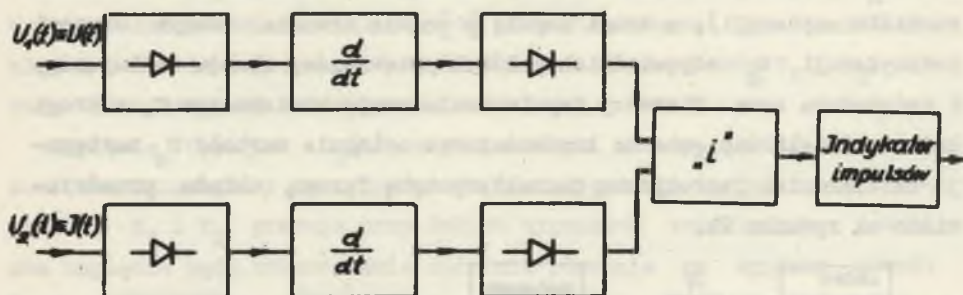 U₁(t)≡U(t)
d
dt
"i"
Indykator
impulsów
U₂(t)≡J(t)
d
dt